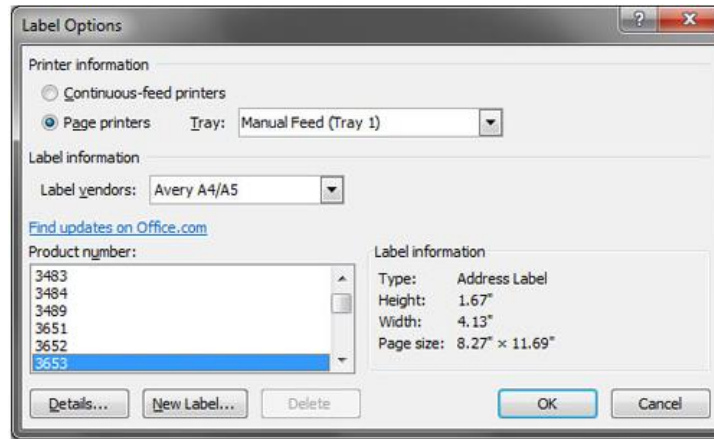 Label Options
Printer information
Continuous-feed printers
Page printers Tray: Manual Feed (Tray 1)
Label information
Label vendors: Avery A4/A5
Find updates on Office.com
Product number:
3483
3484
3489
3651
3652
3653
Label information
Type: Address Label
Height: 1.67"
Width: 4.13"
Page size: 8.27" × 11.69"
Details... New Label... Delete OK Cancel